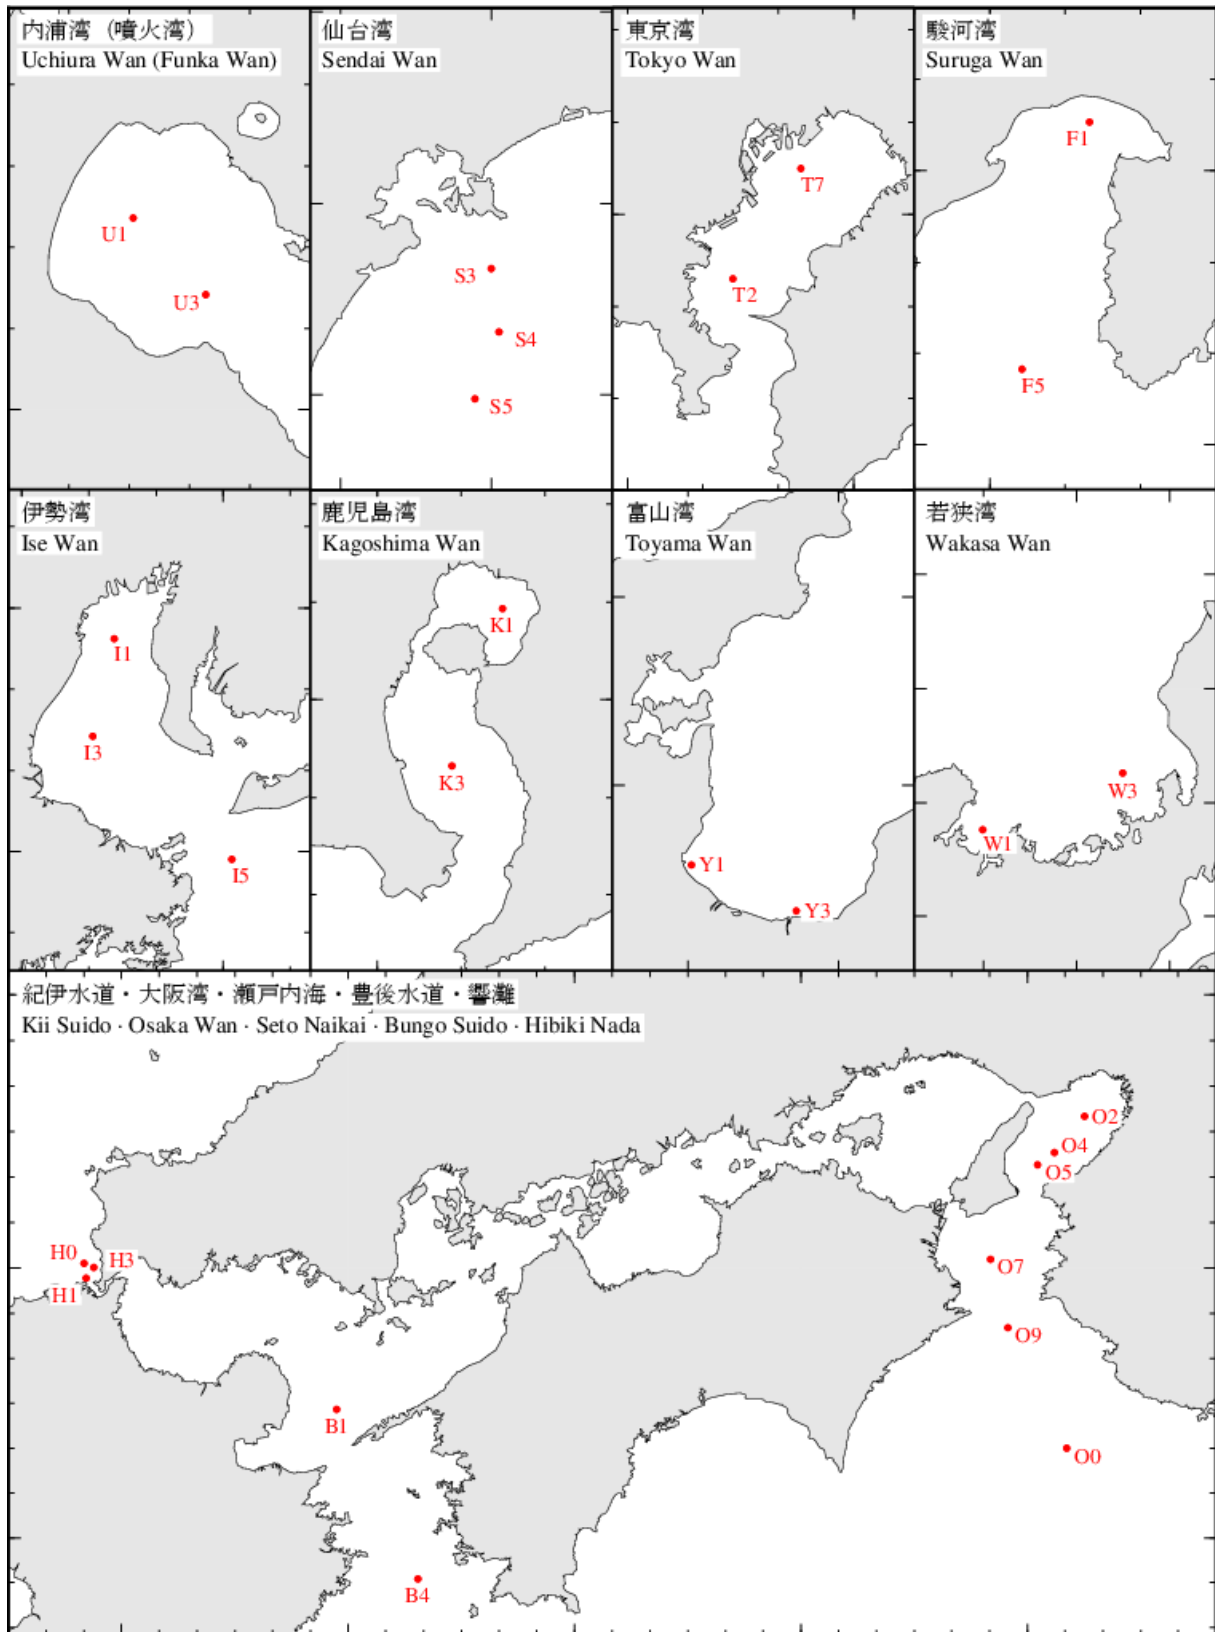 内浦湾（噴火湾）
Uchiura Wan (Funka Wan)
U1
U3
仙台湾
Sendai Wan
S3
S4
S5
東京湾
Tokyo Wan
T7
T2
駿河湾
Suruga Wan
F1
F5
伊勢湾
Ise Wan
I1
I3
I5
鹿児島湾
Kagoshima Wan
K1
K3
富山湾
Toyama Wan
Y1
Y3
若狭湾
Wakasa Wan
W3
W1
紀伊水道・大阪湾・瀬戸内海・豊後水道・響灘
Kii Suido · Osaka Wan · Seto Naikai · Bungo Suido · Hibiki Nada
O2
O4
O5
H0
H3
H1
O7
O9
B1
O0
B4